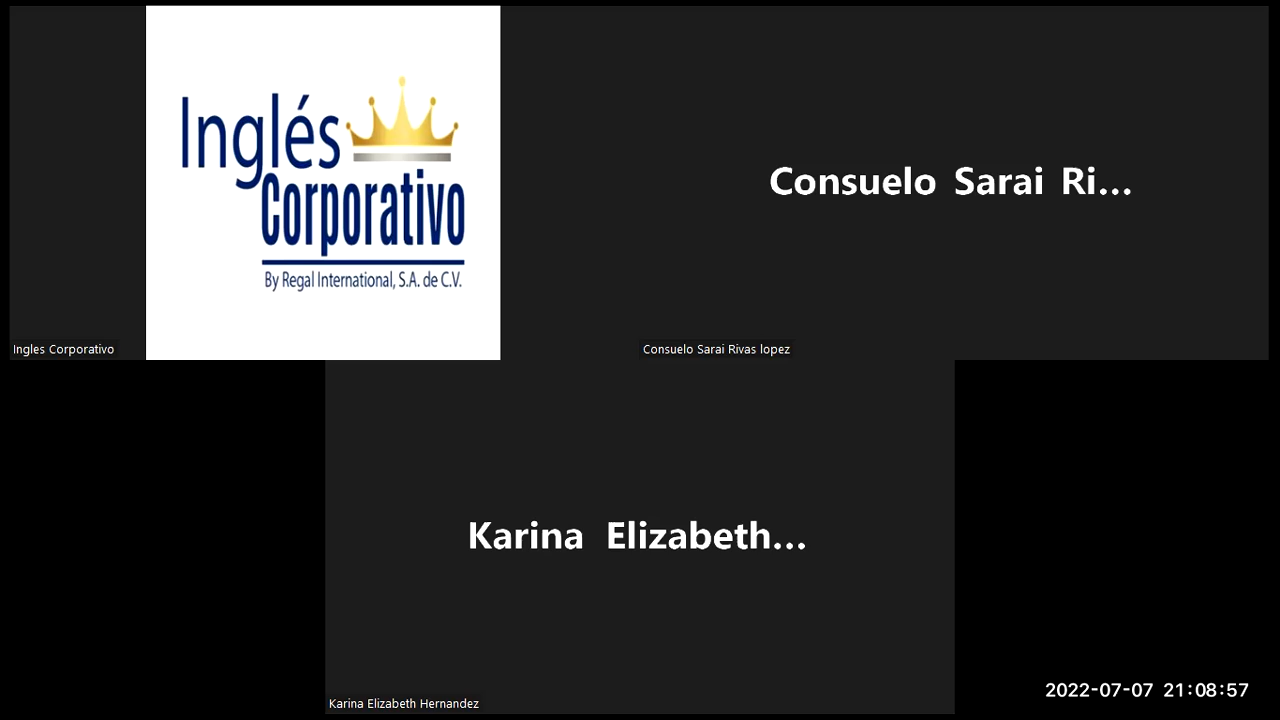 Inglés
Corporativo
By Regal International, S.A. de C.V.
Ingles Corporativo
Consuelo Sarai Ri...
Consuelo Sarai Rivas lopez
Karina Elizabeth...
Karina Elizabeth Hernandez
2022-07-07 21:08:57